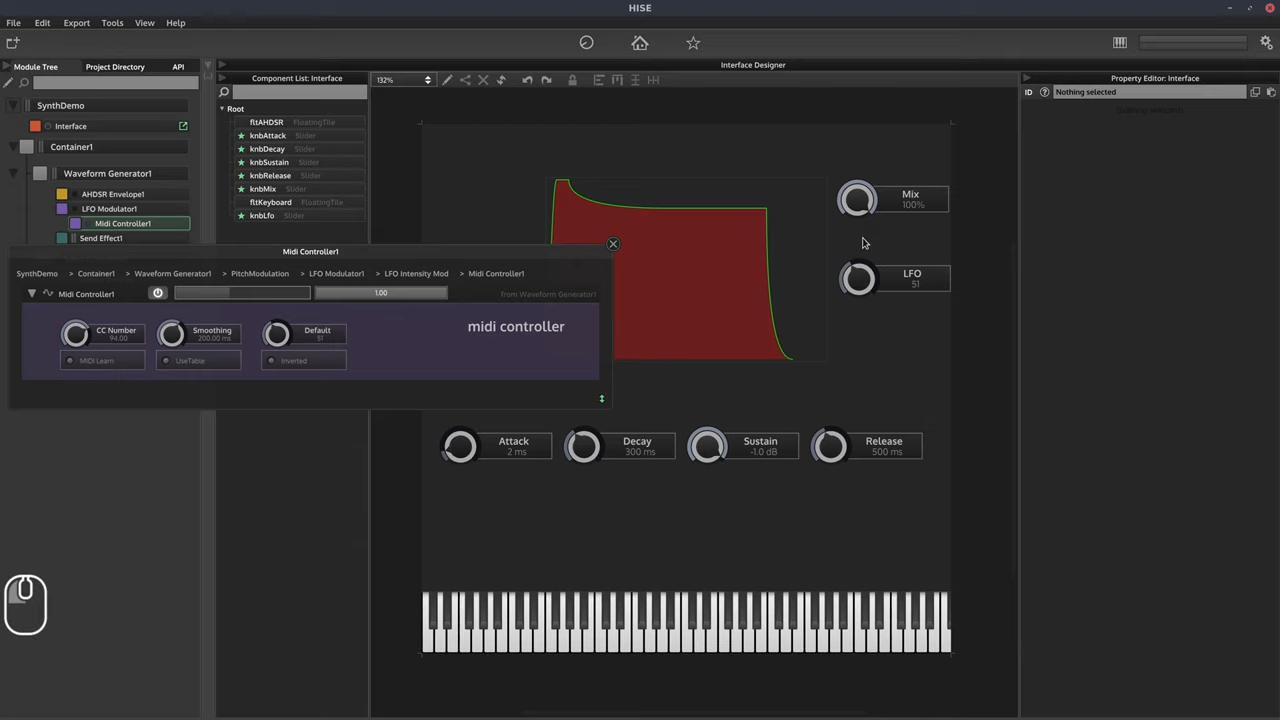 HISE
File Edit Export Tools View Help
Module Tree Project Directory API
Component List: Interface
132%
Interface Designer
Property Editor: Interface
ID Nothing selected
SynthDemo
Interface
Container1
Waveform Generator1
AHDSR Envelope1
LFO Modulator1
Midi Controller1
Send Effect1
Root
fltAHDSR FloatingTile
knbAttack Slider
knbDecay Slider
knbSustain Slider
knbRelease Slider
knbMix Slider
fltKeyboard FloatingTile
knbLfo Slider
Midi Controller1
SynthDemo > Container1 > Waveform Generator1 > PitchModulation > LFO Modulator1 > LFO Intensity Mod > Midi Controller1
Midi Controller1 1.00 from Waveform Generator1
CC Number
94.00
Smoothing
200.00 ms
Default
51
midi controller
MIDI Learn UseTable Inverted
Mix
100%
LFO
51
Attack
2 ms
Decay
300 ms
Sustain
-1.0 dB
Release
500 ms